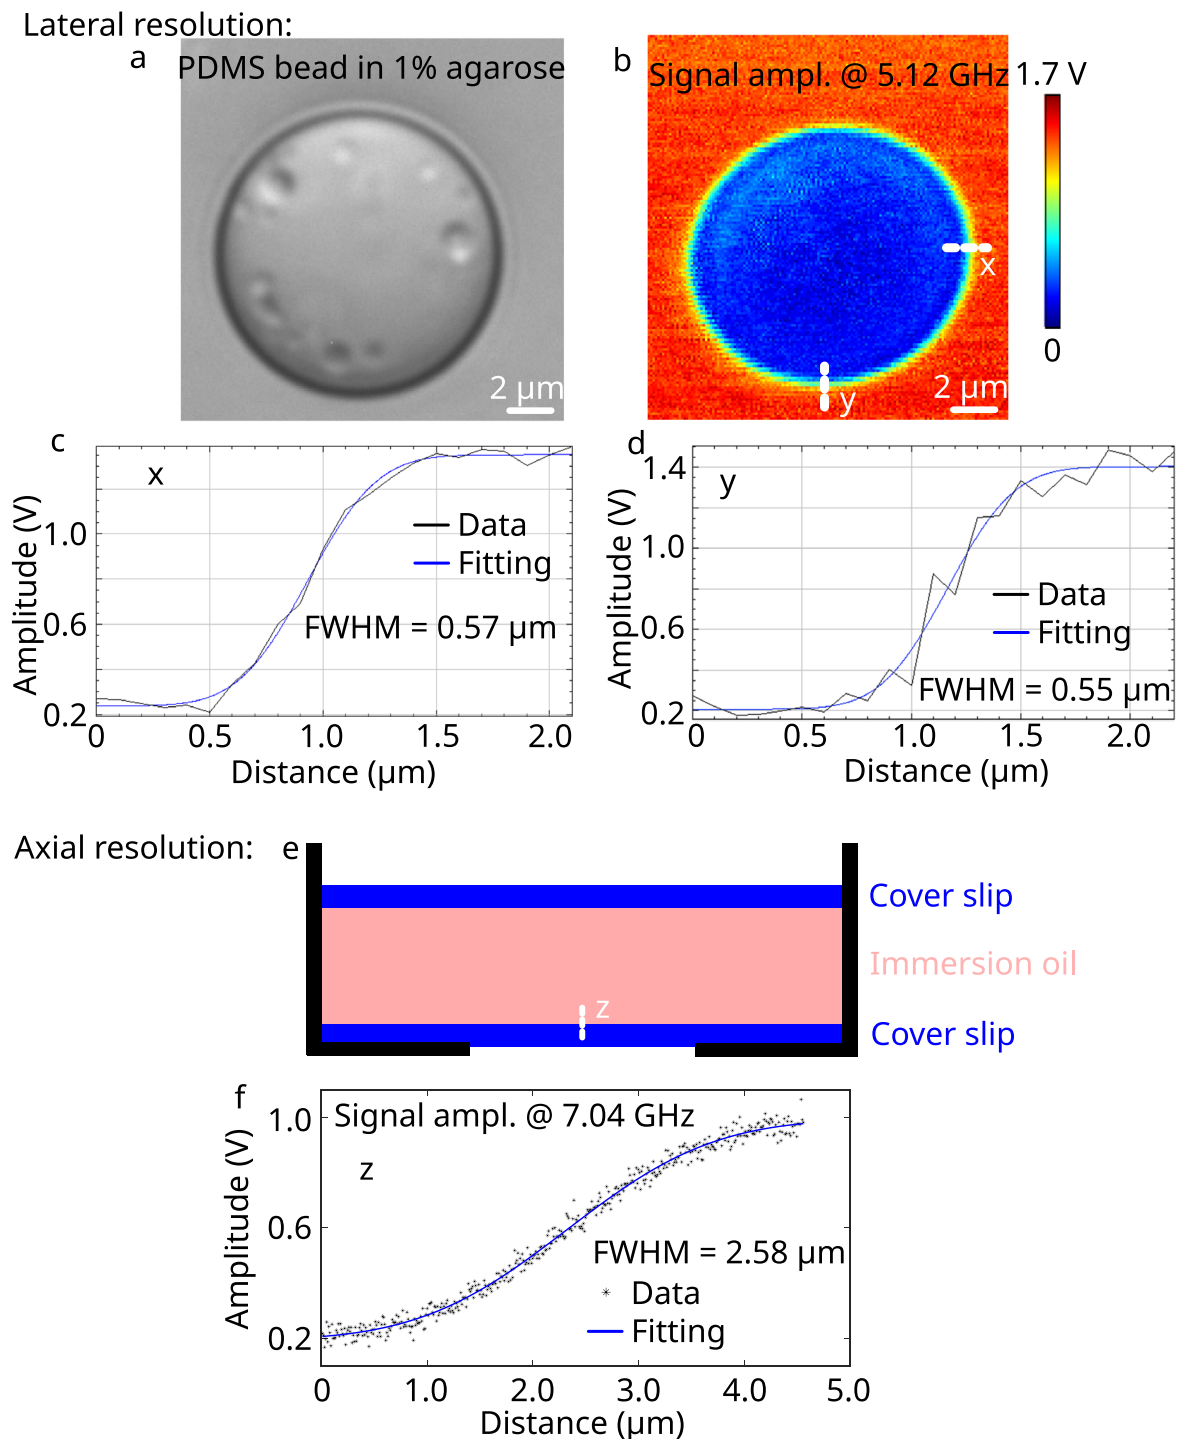 Lateral resolution:
a
PDMS bead in 1% agarose
2 µm
b
Signal ampl. @ 5.12 GHz
1.7 V
0
x
y
2 µm
c
x
Amplitude (V)
1.0
0.6
0.2
Data
Fitting
FWHM = 0.57 µm
0 0.5 1.0 1.5 2.0
Distance (µm)
d
y
Amplitude (V)
1.4
1.0
0.6
0.2
Data
Fitting
FWHM = 0.55 µm
0 0.5 1.0 1.5 2.0
Distance (µm)
Axial resolution:
e
Cover slip
Immersion oil
z
Cover slip
f
Signal ampl. @ 7.04 GHz
z
Amplitude (V)
1.0
0.6
0.2
FWHM = 2.58 µm
Data
Fitting
0 1.0 2.0 3.0 4.0 5.0
Distance (µm)